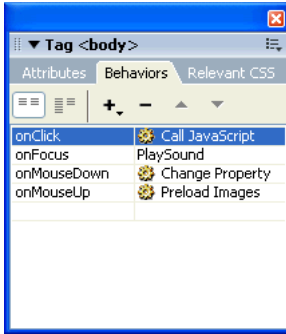 Tag <body>
Attributes Behaviors Relevant CSS
onClick Call JavaScript
onFocus PlaySound
onMouseDown Change Property
onMouseUp Preload Images